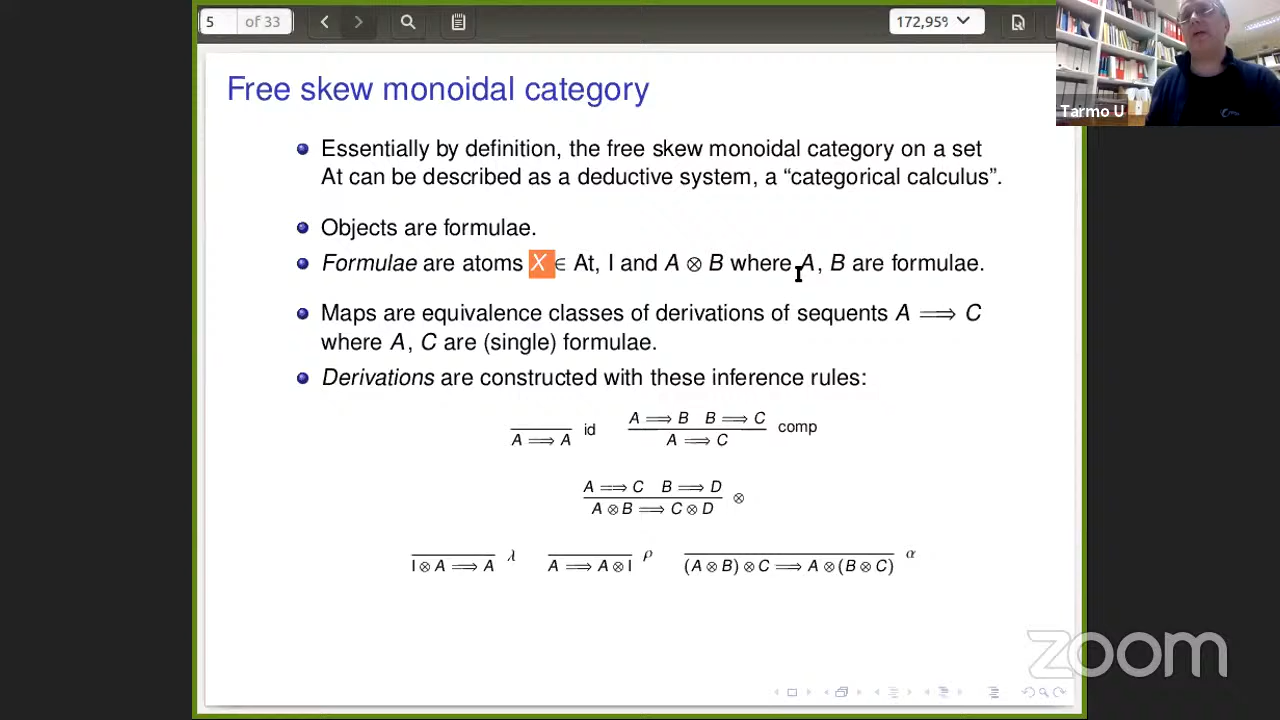 5 of 33
172,95%
Tarmo U
Free skew monoidal category
Essentially by definition, the free skew monoidal category on a set
At can be described as a deductive system, a “categorical calculus”.
Objects are formulae.
Formulae are atoms X ∈ At, I and A ⊗ B where A, B are formulae.
Maps are equivalence classes of derivations of sequents A ⟹ C
where A, C are (single) formulae.
Derivations are constructed with these inference rules:
A ⟹ B B ⟹ C
A ⟹ A id A ⟹ C comp
A ⟹ C B ⟹ D
A ⊗ B ⟹ C ⊗ D ⊗
I ⊗ A ⟹ A λ A ⟹ A ⊗ I ρ (A ⊗ B) ⊗ C ⟹ A ⊗ (B ⊗ C) α
zoom